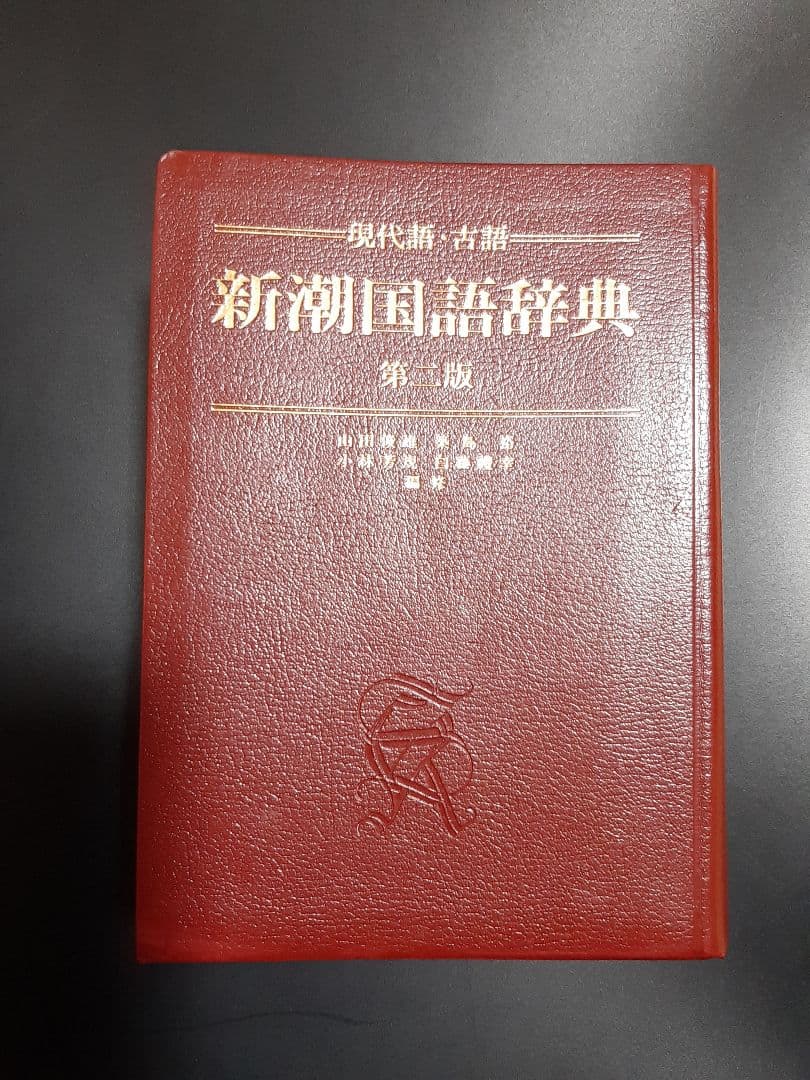 現代語・古語
新潮国語辞典
第二版
山田俊雄 築島 裕
小林芳規 白藤禮幸
編修